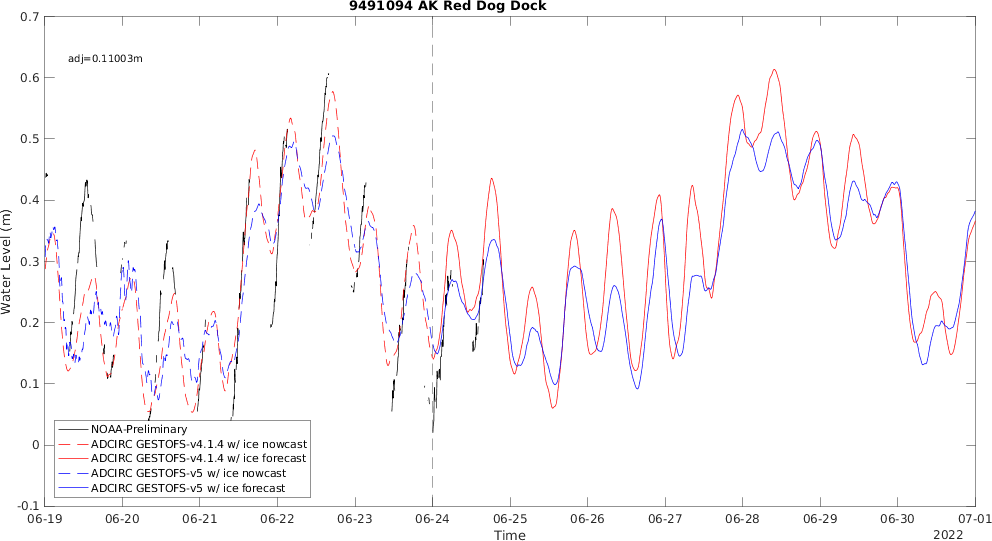 9491094 AK Red Dog Dock
0.7
adj=0.11003m
0.6
0.5
0.4
0.3
0.2
0.1
0
-0.1
Water Level (m)
NOAA-Preliminary
ADCIRC GESTOFS-v4.1.4 w/ ice nowcast
ADCIRC GESTOFS-v4.1.4 w/ ice forecast
ADCIRC GESTOFS-v5 w/ ice nowcast
ADCIRC GESTOFS-v5 w/ ice forecast
06-19 06-20 06-21 06-22 06-23 06-24 06-25 06-26 06-27 06-28 06-29 06-30 07-01
Time
2022